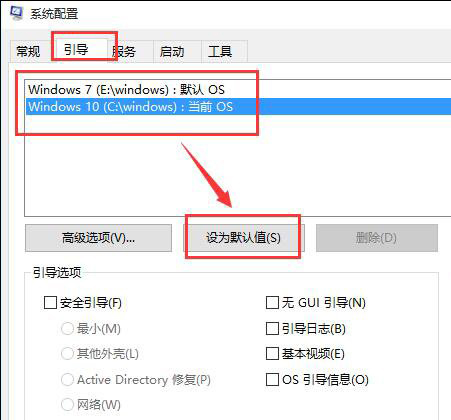 系统配置
常规 引导 服务 启动 工具
Windows 7 (E:\windows) : 默认 OS
Windows 10 (C:\windows) : 当前 OS
高级选项(V)... 设为默认值(S) 删除(D)
引导选项
安全引导(F) 无 GUI 引导(N)
最小(M) 引导日志(B)
其他外壳(L) 基本视频(E)
Active Directory 修复(P) OS 引导信息(O)
网络(W)